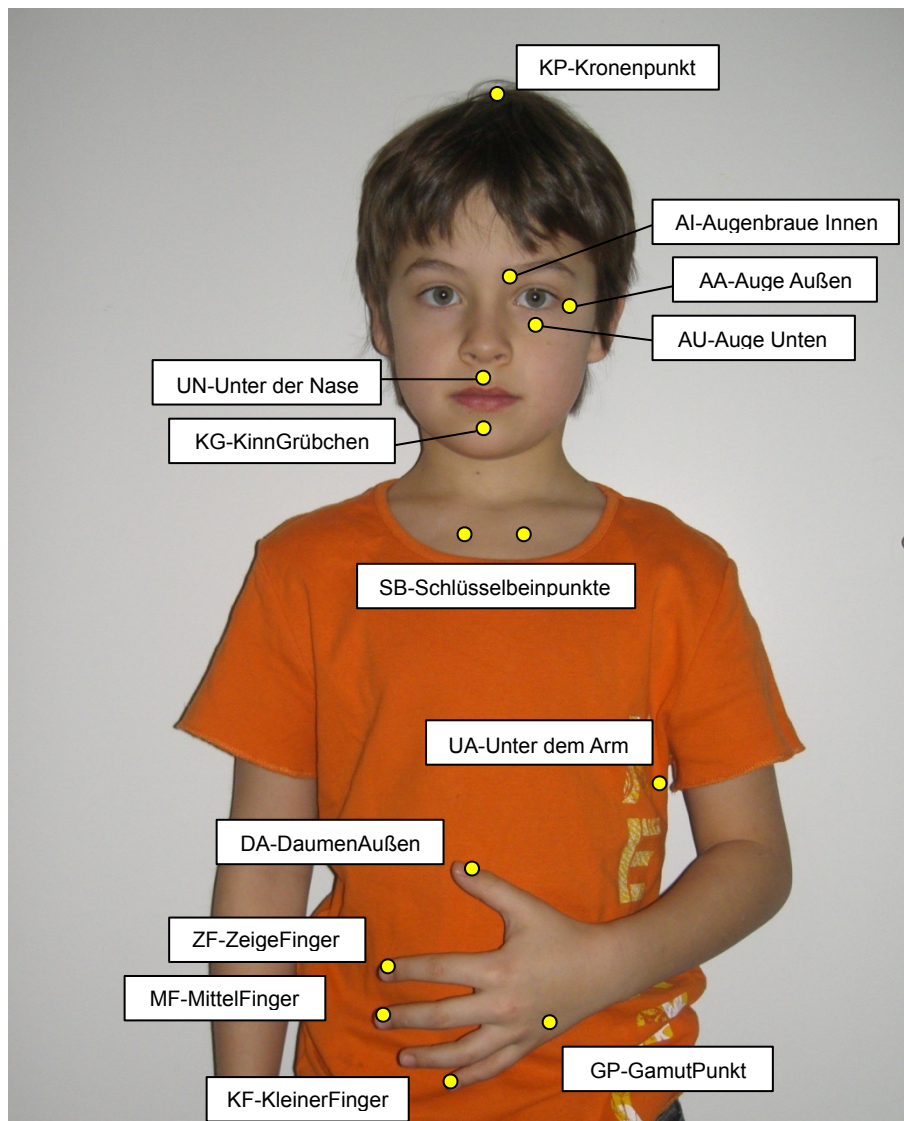 KP-Kronenpunkt
AI-Augenbraue Innen
AA-Auge Außen
AU-Auge Unten
UN-Unter der Nase
KG-KinnGrübchen
SB-Schlüsselbeinpunkte
UA-Unter dem Arm
DA-DaumenAußen
ZF-ZeigeFinger
MF-MittelFinger
GP-GamutPunkt
KF-KleinerFinger